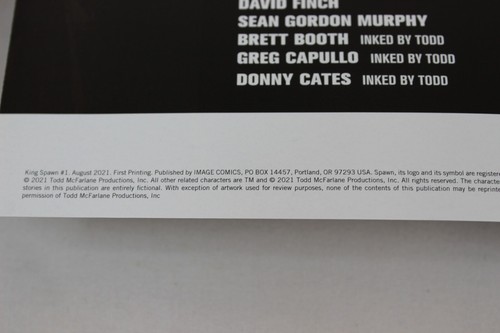 DAVID FINCH
SEAN GORDON MURPHY
BRETT BOOTH INKED BY TODD
GREG CAPULLO INKED BY TODD
DONNY CATES INKED BY TODD
King Spawn #1. August 2021. First Printing. Published by IMAGE COMICS, PO BOX 14457, Portland, OR 97293 USA. Spawn, its logo and its symbol are registere
© 2021 Todd McFarlane Productions, Inc. All other related characters are TM and © 2021 Todd McFarlane Productions, Inc. All rights reserved. The characte
stories in this publication are entirely fictional. With exception of artwork used for review purposes, none of the contents of this publication may be reprinte
permission of Todd McFarlane Productions, Inc